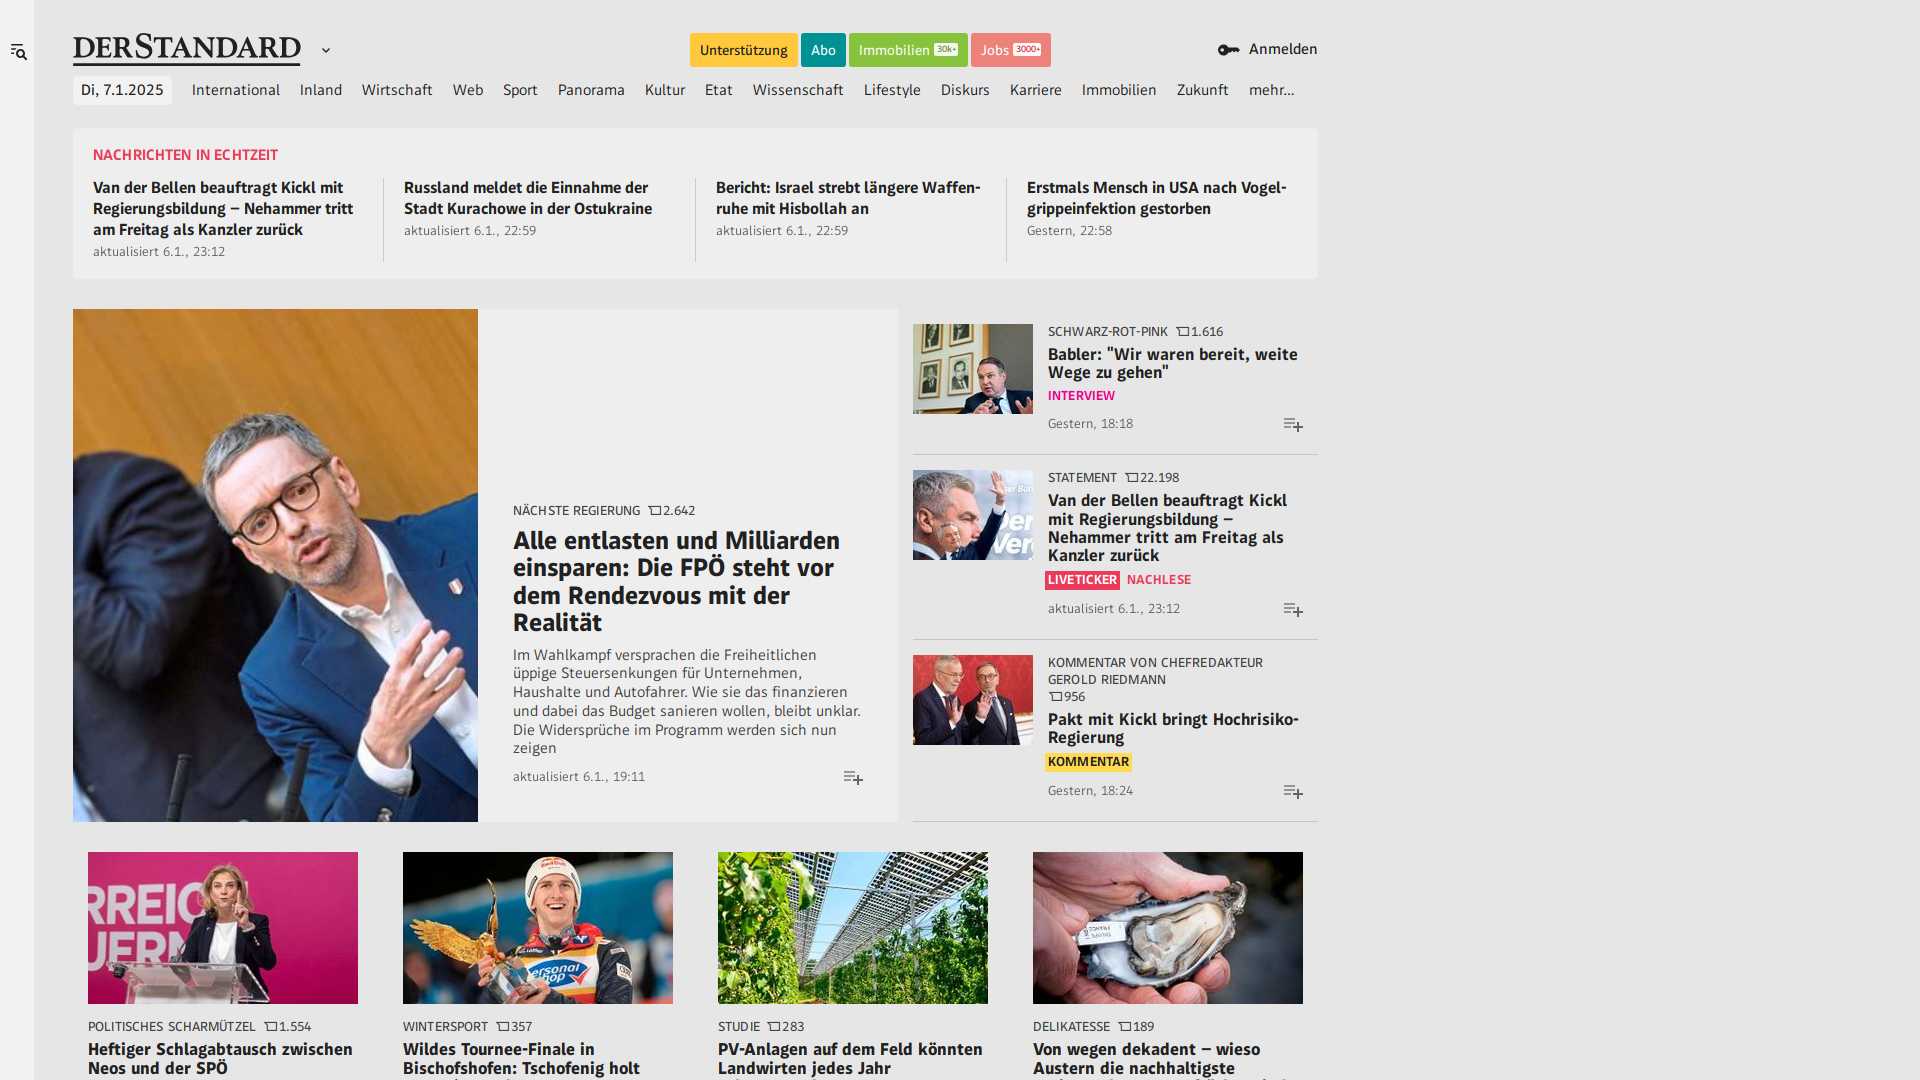 DERSTANDARD
Unterstützung Abo Immobilien 30k+ Jobs 3000+
Anmelden
Di, 7.1.2025 International Inland Wirtschaft Web Sport Panorama Kultur Etat Wissenschaft Lifestyle Diskurs Karriere Immobilien Zukunft mehr...
NACHRICHTEN IN ECHTZEIT
Van der Bellen beauftragt Kickl mit
Regierungsbildung – Nehammer tritt
am Freitag als Kanzler zurück
aktualisiert 6.1., 23:12
Russland meldet die Einnahme der
Stadt Kurachowe in der Ostukraine
aktualisiert 6.1., 22:59
Bericht: Israel strebt längere Waffen-
ruhe mit Hisbollah an
aktualisiert 6.1., 22:59
Erstmals Mensch in USA nach Vogel-
grippeinfektion gestorben
Gestern, 22:58
NÄCHSTE REGIERUNG 2.642
Alle entlasten und Milliarden
einsparen: Die FPÖ steht vor
dem Rendezvous mit der
Realität
Im Wahlkampf versprachen die Freiheitlichen
üppige Steuersenkungen für Unternehmen,
Haushalte und Autofahrer. Wie sie das finanzieren
und dabei das Budget sanieren wollen, bleibt unklar.
Die Widersprüche im Programm werden sich nun
zeigen
aktualisiert 6.1., 19:11
SCHWARZ-ROT-PINK 1.616
Babler: "Wir waren bereit, weite
Wege zu gehen"
INTERVIEW
Gestern, 18:18
STATEMENT 22.198
Van der Bellen beauftragt Kickl
mit Regierungsbildung –
Nehammer tritt am Freitag als
Kanzler zurück
LIVETICKER NACHLESE
aktualisiert 6.1., 23:12
KOMMENTAR VON CHEFREDAKTEUR
GEROLD RIEDMANN
956
Pakt mit Kickl bringt Hochrisiko-
Regierung
KOMMENTAR
Gestern, 18:24
RREIC
UERN
POLITISCHES SCHARMÜTZEL 1.554
Heftiger Schlagabtausch zwischen
Neos und der SPÖ
ersonal
hop
WINTERSPORT 357
Wildes Tournee-Finale in
Bischofshofen: Tschofenig holt
STUDIE 283
PV-Anlagen auf dem Feld könnten
Landwirten jedes Jahr
DELIKATESSE 189
Von wegen dekadent – wieso
Austern die nachhaltigste